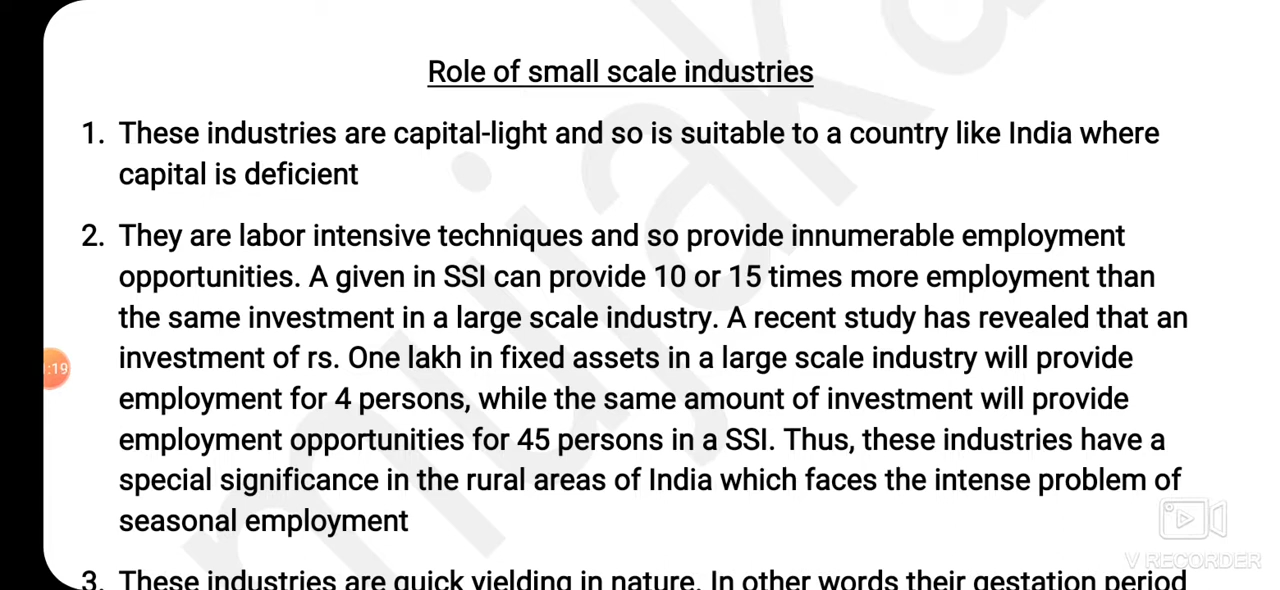 Role of small scale industries
1. These industries are capital-light and so is suitable to a country like India where
capital is deficient
2. They are labor intensive techniques and so provide innumerable employment
opportunities. A given in SSI can provide 10 or 15 times more employment than
the same investment in a large scale industry. A recent study has revealed that an
investment of rs. One lakh in fixed assets in a large scale industry will provide
employment for 4 persons, while the same amount of investment will provide
employment opportunities for 45 persons in a SSI. Thus, these industries have a
special significance in the rural areas of India which faces the intense problem of
seasonal employment
3. These industries are quick yielding in nature. In other words their gestation period
:19
V RECORDER